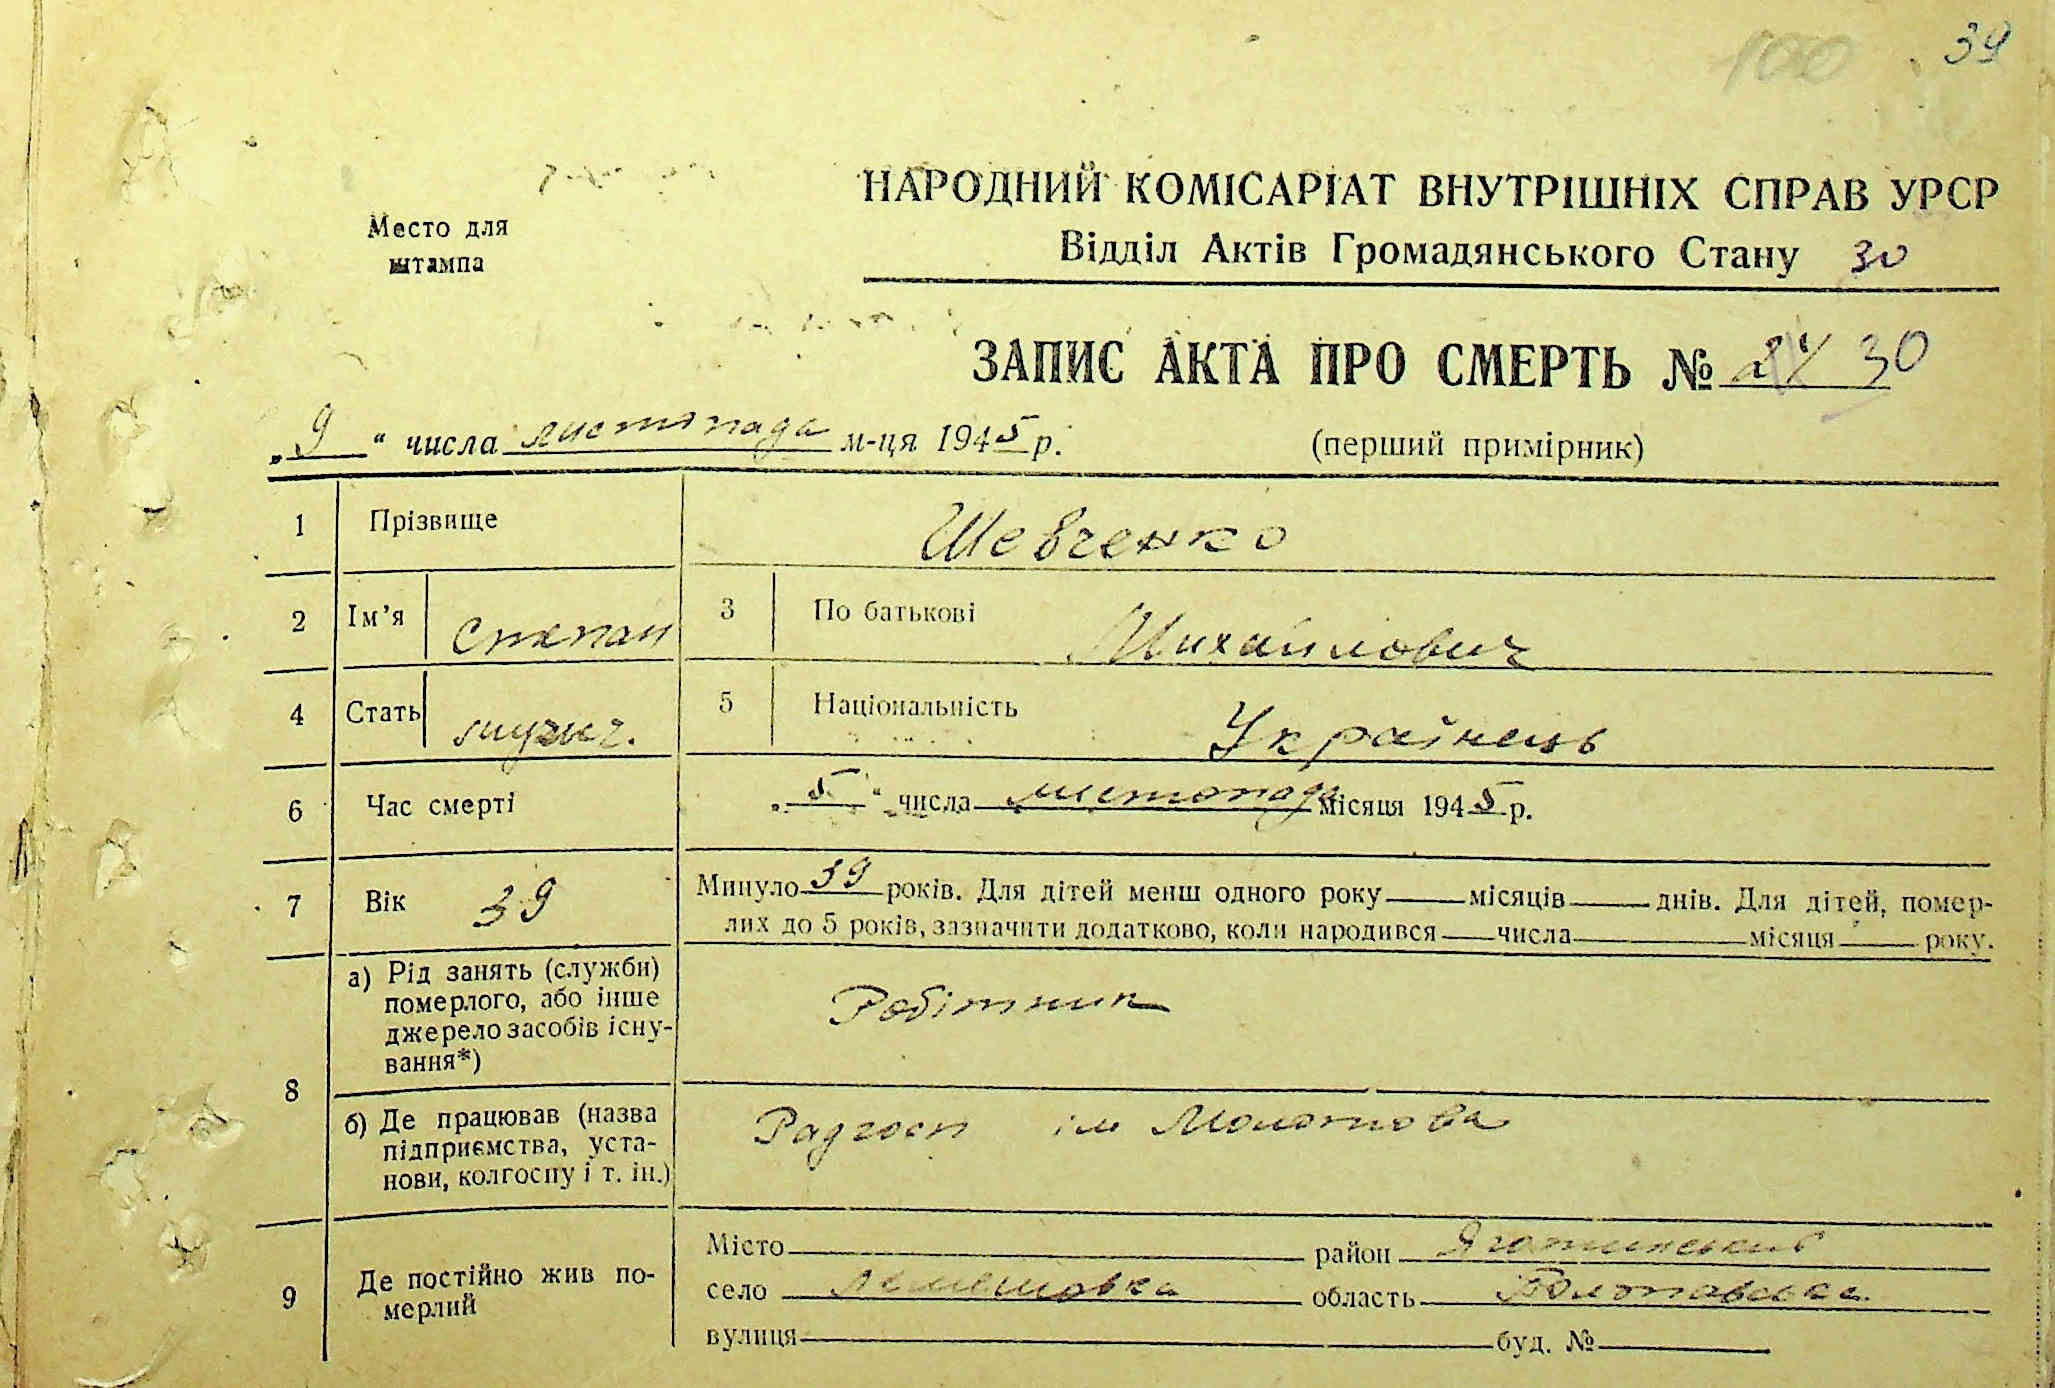 100 39
НАРОДНИЙ КОМІСАРІАТ ВНУТРІШНІХ СПРАВ УРСР
Место для штампа
Відділ Актів Громадянського Стану 30
ЗАПИС АКТА ПРО СМЕРТЬ № 30
„9“ числа листопада м-ця 1945 р. (перший примірник)
1 Прізвище Шевченко
2 Ім’я Степан 3 По батькові Михайлович
4 Стать мужич. 5 Національність Українець
6 Час смерті „5“ числа листопада місяця 1945 р.
7 Вік 39 Минуло 39 років. Для дітей менш одного року місяців днів. Для дітей, помер-
лих до 5 років, зазначити додатково, коли народився числа місяця року.
8 а) Рід занять (служби)
померлого, або інше
джерело засобів існу-
вання*)
Робітник
б) Де працював (назва
підприємства, уста-
нови, колгоспу і т. ін.)
Радгосп ім Молотова
9 Де постійно жив по-
мерлий
Місто район Яготинський
село Лемешовка область Полтавська
вулиця буд. №